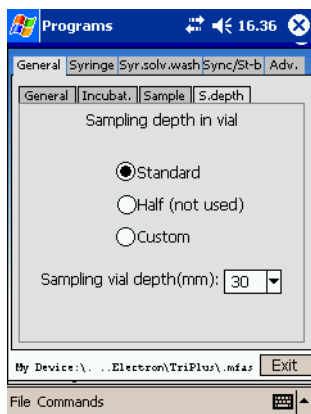 Programs 16.36
General Syringe Syr.solv.wash Sync/St-b Adv.
General Incubat. Sample S.depth
Sampling depth in vial
Standard
Half (not used)
Custom
Sampling vial depth(mm): 30
My Device:\. ..Electron\TriPlus\.mfas Exit
File Commands